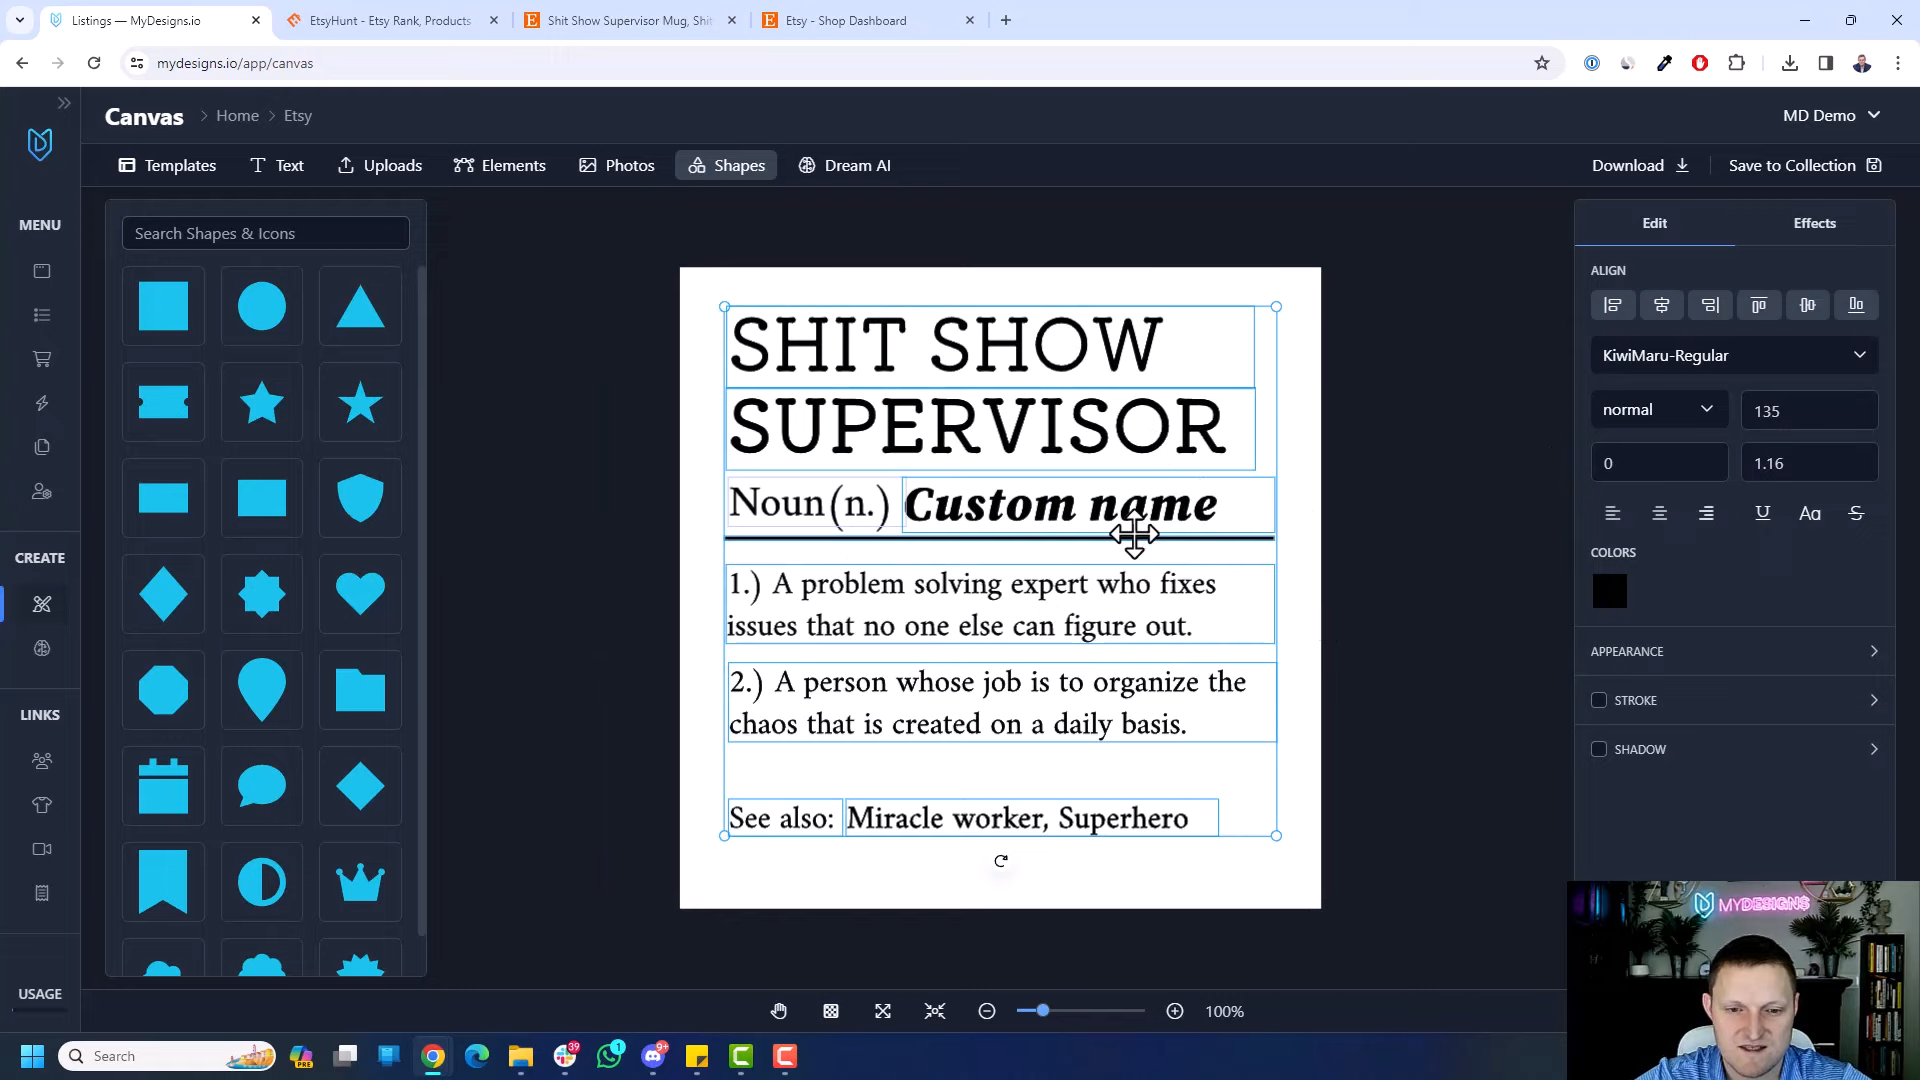 Listings — MyDesigns.io
EtsyHunt - Etsy Rank, Products
Shit Show Supervisor Mug, Shit
Etsy - Shop Dashboard
mydesigns.io/app/canvas
Canvas
Home
Etsy
MD Demo
Templates
Text
Uploads
Elements
Photos
Shapes
Dream AI
Download
Save to Collection
MENU
CREATE
LINKS
USAGE
Search Shapes & Icons
SHIT SHOW
SUPERVISOR
Noun(n.) Custom name
1.) A problem solving expert who fixes
issues that no one else can figure out.
2.) A person whose job is to organize the
chaos that is created on a daily basis.
See also: Miracle worker, Superhero
Edit
Effects
ALIGN
KiwiMaru-Regular
normal
135
0
1.16
Aa
COLORS
APPEARANCE
STROKE
SHADOW
MYDESIGNS
100%
Search
PRE
39
1
9+